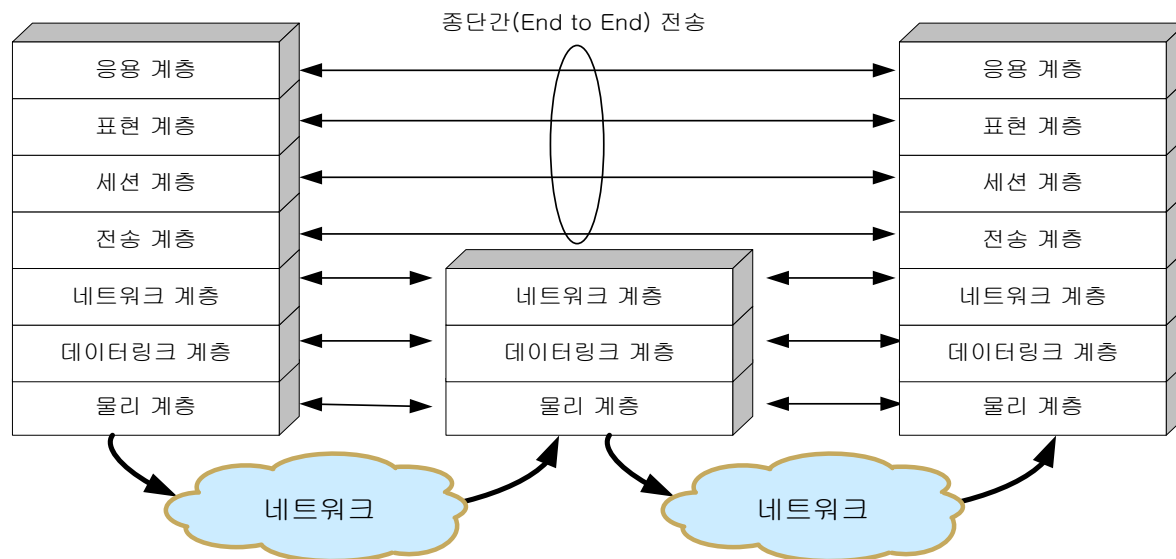 종단간(End to End) 전송
응용 계층
표현 계층
세션 계층
전송 계층
네트워크 계층
데이터링크 계층
물리 계층
네트워크 계층
데이터링크 계층
물리 계층
응용 계층
표현 계층
세션 계층
전송 계층
네트워크 계층
데이터링크 계층
물리 계층
네트워크
네트워크